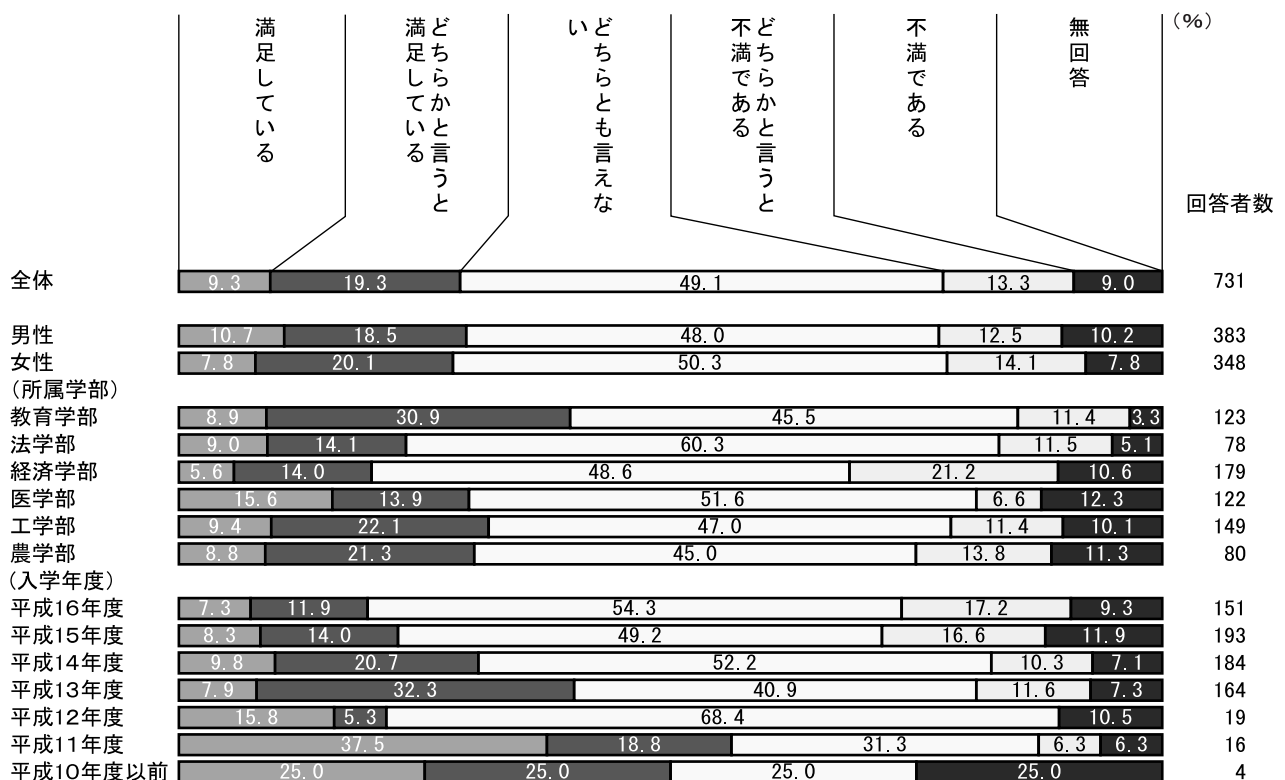 (%)
満足している
どちらかと言うと
満足している
どちらとも言えな
い
どちらかと言うと
不満である
不満である
無回答
回答者数
全体 9.3 19.3 49.1 13.3 9.0 731
男性 10.7 18.5 48.0 12.5 10.2 383
女性 7.8 20.1 50.3 14.1 7.8 348
(所属学部)
教育学部 8.9 30.9 45.5 11.4 3.3 123
法学部 9.0 14.1 60.3 11.5 5.1 78
経済学部 5.6 14.0 48.6 21.2 10.6 179
医学部 15.6 13.9 51.6 6.6 12.3 122
工学部 9.4 22.1 47.0 11.4 10.1 149
農学部 8.8 21.3 45.0 13.8 11.3 80
(入学年度)
平成16年度 7.3 11.9 54.3 17.2 9.3 151
平成15年度 8.3 14.0 49.2 16.6 11.9 193
平成14年度 9.8 20.7 52.2 10.3 7.1 184
平成13年度 7.9 32.3 40.9 11.6 7.3 164
平成12年度 15.8 5.3 68.4 10.5 19
平成11年度 37.5 18.8 31.3 6.3 6.3 16
平成10年度以前 25.0 25.0 25.0 25.0 4